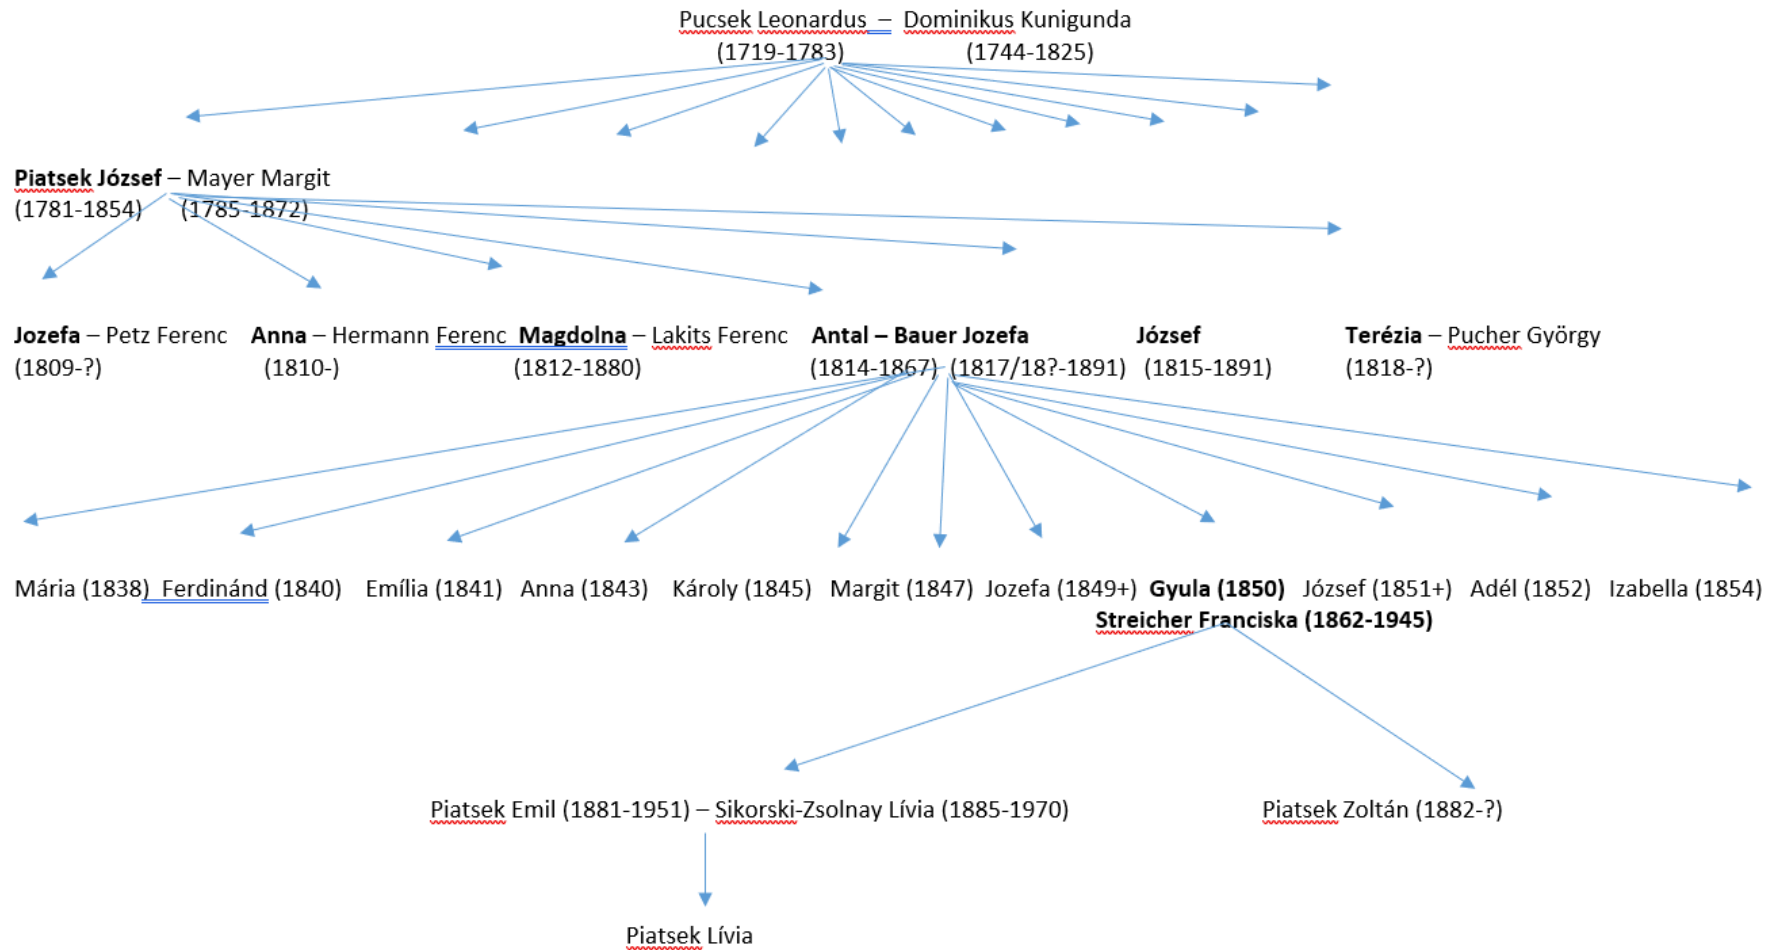 Pucsek Leonardus – Dominikus Kunigunda
(1719-1783) (1744-1825)
Piatsek József – Mayer Margit
(1781-1854) (1785-1872)
Jozefa – Petz Ferenc Anna – Hermann Ferenc Magdolna – Lakits Ferenc Antal – Bauer Jozefa József Terézia – Pucher György
(1809-?) (1810-) (1812-1880) (1814-1867) (1817/18?-1891) (1815-1891) (1818-?)
Mária (1838) Ferdinánd (1840) Emília (1841) Anna (1843) Károly (1845) Margit (1847) Jozefa (1849+) Gyula (1850) József (1851+) Adél (1852) Izabella (1854)
Streicher Franciska (1862-1945)
Piatsek Emil (1881-1951) – Sikorski-Zsolnay Lívia (1885-1970) Piatsek Zoltán (1882-?)
Piatsek Lívia